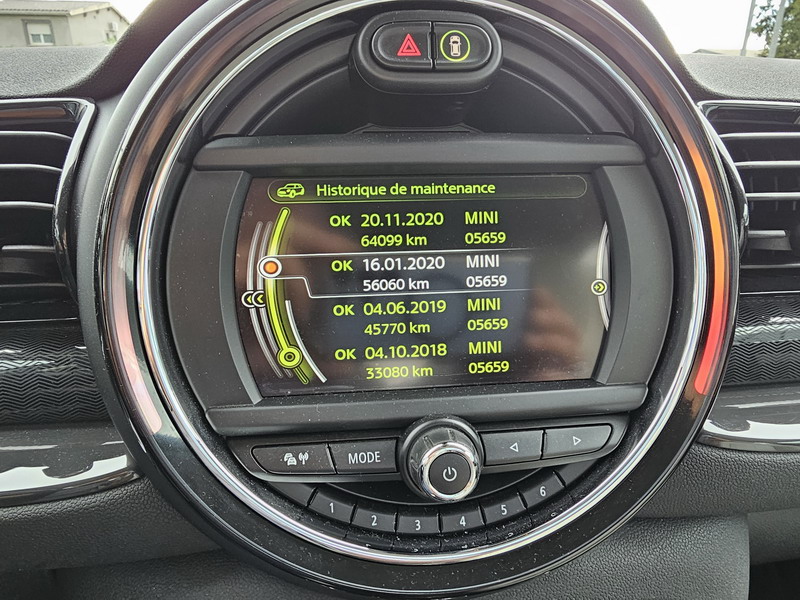 Historique de maintenance
OK 20.11.2020 MINI
64099 km 05659
OK 16.01.2020 MINI
56060 km 05659
OK 04.06.2019 MINI
45770 km 05659
OK 04.10.2018 MINI
33080 km 05659
MODE
1 2 3 4 5 6